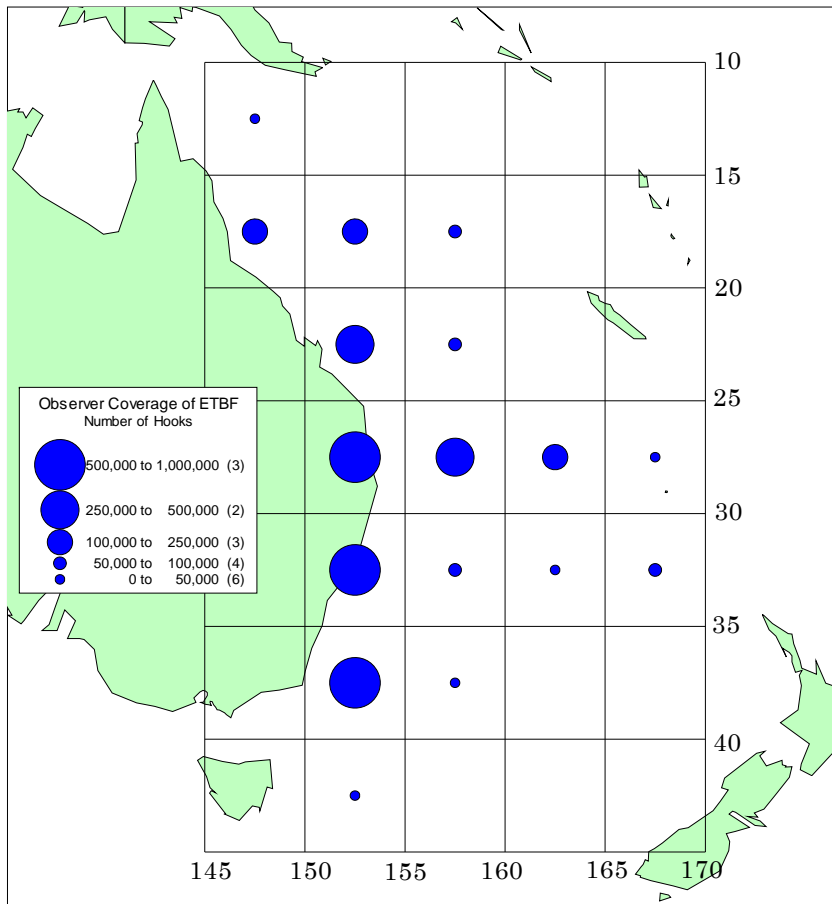 10
15
20
25
Observer Coverage of ETBF
Number of Hooks
500,000 to 1,000,000 (3)
250,000 to 500,000 (2)
100,000 to 250,000 (3)
50,000 to 100,000 (4)
0 to 50,000 (6)
30
35
40
145 150 155 160 165 170